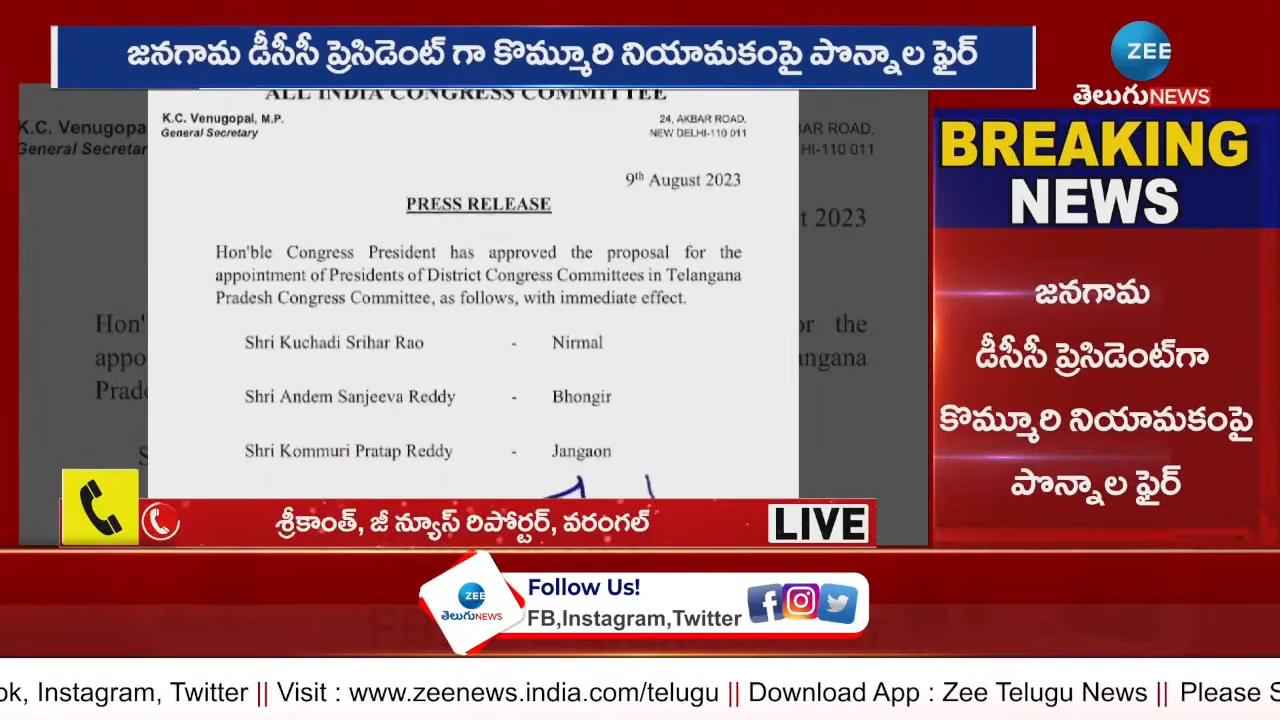 జనగామ డీసీసీ ప్రెసిడెంట్ గా కొమ్మూరి నియామకంపై పొన్నాల ఫైర్
ZEE
తెలుగు NEWS
ALL INDIA CONGRESS COMMITTEE
K.C. Venugopal, M.P.
General Secretary
24, AKBAR ROAD,
NEW DELHI-110 011
9th August 2023
PRESS RELEASE
Hon'ble Congress President has approved the proposal for the
appointment of Presidents of District Congress Committees in Telangana
Pradesh Congress Committee, as follows, with immediate effect.
Shri Kuchadi Srihar Rao - Nirmal
Shri Andem Sanjeeva Reddy - Bhongir
Shri Kommuri Pratap Reddy - Jangaon
BREAKING
NEWS
జనగామ
డీసీసీ ప్రెసిడెంట్‌గా
కొమ్మూరి నియామకంపై
పొన్నాల ఫైర్
శ్రీకాంత్, జీ న్యూస్ రిపోర్టర్, వరంగల్
LIVE
ZEE
తెలుగు NEWS
Follow Us!
FB,Instagram,Twitter
ok, Instagram, Twitter || Visit : www.zeenews.india.com/telugu || Download App : Zee Telugu News || Please S